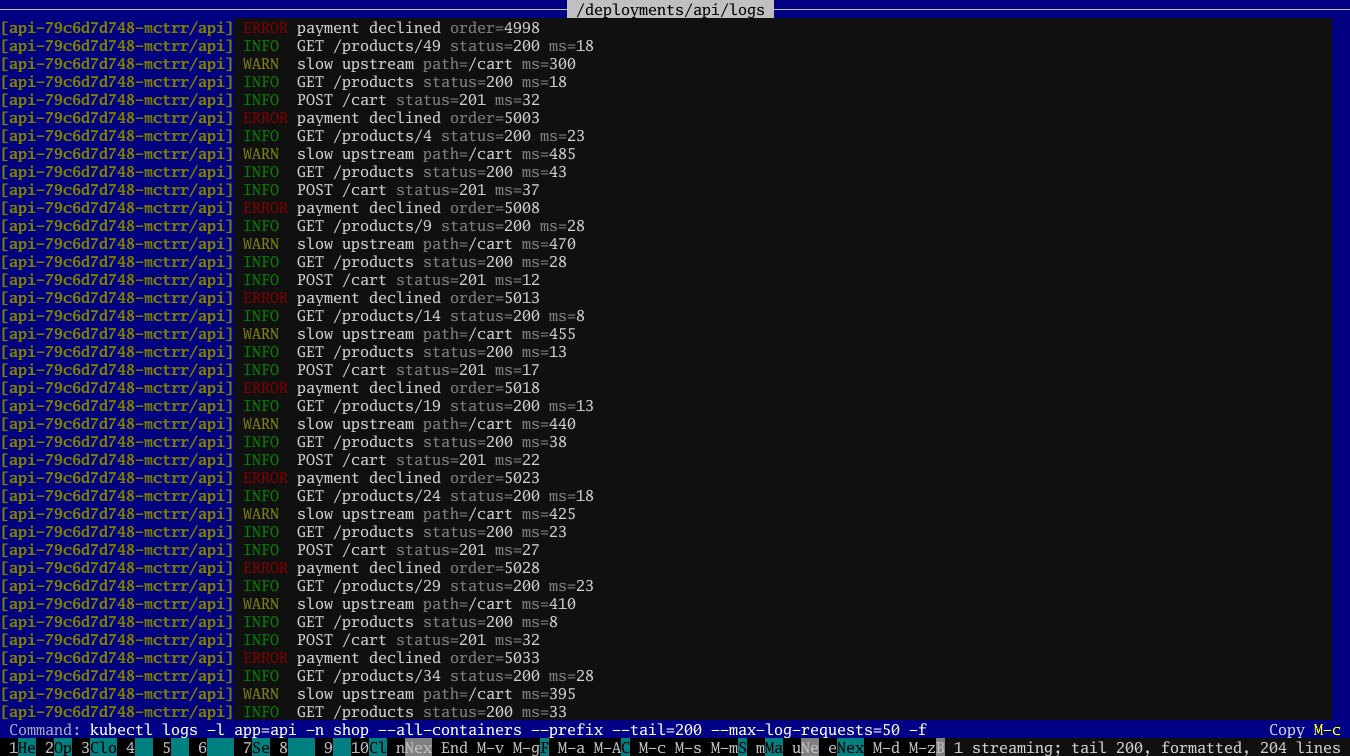 /deployments/api/logs
[api-79c6d7d748-mctrr/api] ERROR payment declined order=4998
[api-79c6d7d748-mctrr/api] INFO  GET /products/49 status=200 ms=18
[api-79c6d7d748-mctrr/api] WARN  slow upstream path=/cart ms=300
[api-79c6d7d748-mctrr/api] INFO  GET /products status=200 ms=18
[api-79c6d7d748-mctrr/api] INFO  POST /cart status=201 ms=32
[api-79c6d7d748-mctrr/api] ERROR payment declined order=5003
[api-79c6d7d748-mctrr/api] INFO  GET /products/4 status=200 ms=23
[api-79c6d7d748-mctrr/api] WARN  slow upstream path=/cart ms=485
[api-79c6d7d748-mctrr/api] INFO  GET /products status=200 ms=43
[api-79c6d7d748-mctrr/api] INFO  POST /cart status=201 ms=37
[api-79c6d7d748-mctrr/api] ERROR payment declined order=5008
[api-79c6d7d748-mctrr/api] INFO  GET /products/9 status=200 ms=28
[api-79c6d7d748-mctrr/api] WARN  slow upstream path=/cart ms=470
[api-79c6d7d748-mctrr/api] INFO  GET /products status=200 ms=28
[api-79c6d7d748-mctrr/api] INFO  POST /cart status=201 ms=12
[api-79c6d7d748-mctrr/api] ERROR payment declined order=5013
[api-79c6d7d748-mctrr/api] INFO  GET /products/14 status=200 ms=8
[api-79c6d7d748-mctrr/api] WARN  slow upstream path=/cart ms=455
[api-79c6d7d748-mctrr/api] INFO  GET /products status=200 ms=13
[api-79c6d7d748-mctrr/api] INFO  POST /cart status=201 ms=17
[api-79c6d7d748-mctrr/api] ERROR payment declined order=5018
[api-79c6d7d748-mctrr/api] INFO  GET /products/19 status=200 ms=13
[api-79c6d7d748-mctrr/api] WARN  slow upstream path=/cart ms=440
[api-79c6d7d748-mctrr/api] INFO  GET /products status=200 ms=38
[api-79c6d7d748-mctrr/api] INFO  POST /cart status=201 ms=22
[api-79c6d7d748-mctrr/api] ERROR payment declined order=5023
[api-79c6d7d748-mctrr/api] INFO  GET /products/24 status=200 ms=18
[api-79c6d7d748-mctrr/api] WARN  slow upstream path=/cart ms=425
[api-79c6d7d748-mctrr/api] INFO  GET /products status=200 ms=23
[api-79c6d7d748-mctrr/api] INFO  POST /cart status=201 ms=27
[api-79c6d7d748-mctrr/api] ERROR payment declined order=5028
[api-79c6d7d748-mctrr/api] INFO  GET /products/29 status=200 ms=23
[api-79c6d7d748-mctrr/api] WARN  slow upstream path=/cart ms=410
[api-79c6d7d748-mctrr/api] INFO  GET /products status=200 ms=8
[api-79c6d7d748-mctrr/api] INFO  POST /cart status=201 ms=32
[api-79c6d7d748-mctrr/api] ERROR payment declined order=5033
[api-79c6d7d748-mctrr/api] INFO  GET /products/34 status=200 ms=28
[api-79c6d7d748-mctrr/api] WARN  slow upstream path=/cart ms=395
[api-79c6d7d748-mctrr/api] INFO  GET /products status=200 ms=33
Command: kubectl logs -l app=api -n shop --all-containers --prefix --tail=200 --max-log-requests=50 -f Copy M-c
1He 2Op 3Clo 4 5 6 7Se 8 9 10Cl nNex End M-v M-gF M-a M-AC M-c M-s M-mS mMa uNe eNex M-d M-zB 1 streaming; tail 200, formatted, 204 lines